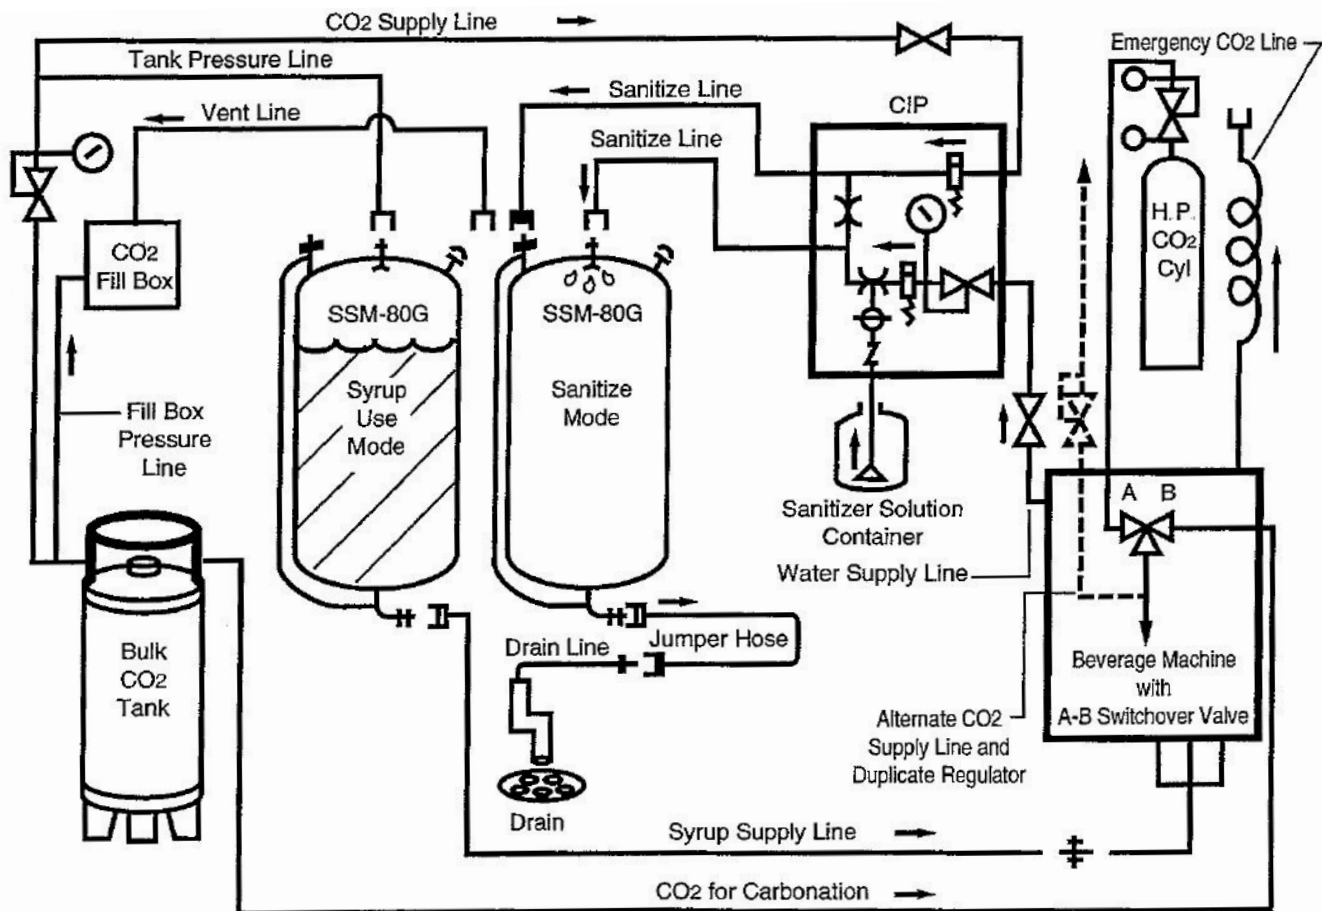 CO2 Supply Line
Tank Pressure Line
Vent Line
Sanitize Line
Sanitize Line
CIP
Emergency CO2 Line
CO2
Fill Box
H.P.
CO2
Cyl
SSM-80G
SSM-80G
Syrup
Use
Mode
Sanitize
Mode
Fill Box
Pressure
Line
Sanitizer Solution
Container
Water Supply Line
A B
Bulk
CO2
Tank
Drain Line
Jumper Hose
Beverage Machine
with
A-B Switchover Valve
Alternate CO2
Supply Line and
Duplicate Regulator
Drain
Syrup Supply Line
CO2 for Carbonation